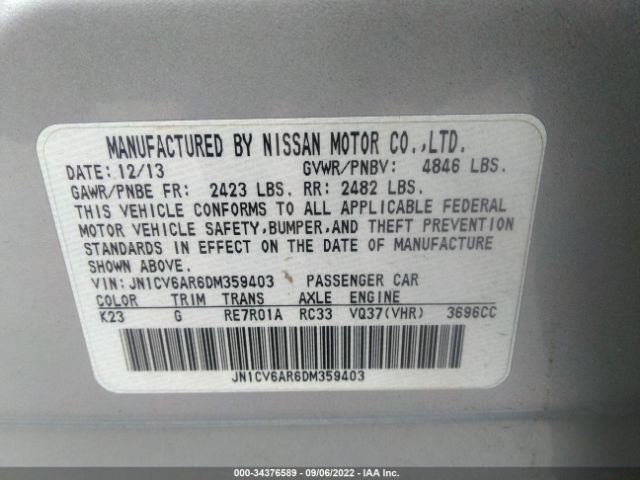 MANUFACTURED BY NISSAN MOTOR CO.,LTD.
DATE: 12/13 GVWR/PNBV: 4846 LBS.
GAWR/PNBE FR: 2423 LBS. RR: 2482 LBS.
THIS VEHICLE CONFORMS TO ALL APPLICABLE FEDERAL
MOTOR VEHICLE SAFETY,BUMPER,AND THEFT PREVENTION
STANDARDS IN EFFECT ON THE DATE OF MANUFACTURE
SHOWN ABOVE.
VIN: JN1CV6AR6DM359403 PASSENGER CAR
COLOR TRIM TRANS AXLE ENGINE
K23 G RE7R01A RC33 VQ37(VHR) 3696CC
JN1CV6AR6DM359403
000-34376589 - 09/06/2022 - IAA